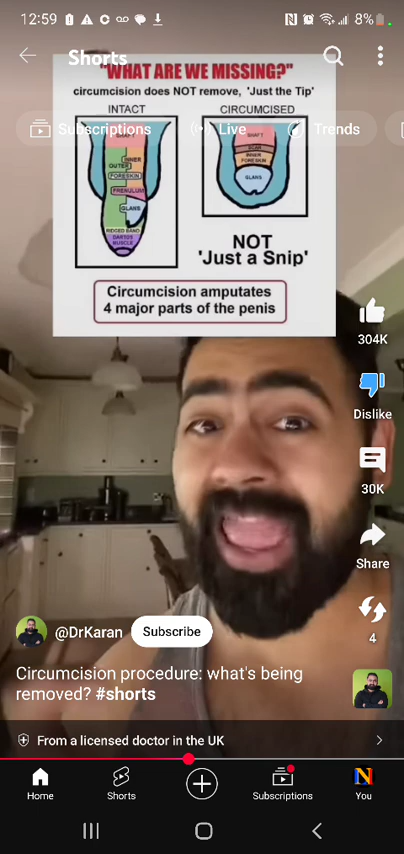 12:59
8%
Shorts
"WHAT ARE WE MISSING?"
circumcision does NOT remove, 'Just the Tip'
INTACT
CIRCUMCISED
Subscriptions
Live
Trends
SHAFT
INNER
OUTER
FORESKIN
FRENULUM
GLANS
RIDGED BAND
DARTOS
MUSCLE
SHAFT
SCAR
INNER
FORESKIN
GLANS
NOT
'Just a Snip'
Circumcision amputates
4 major parts of the penis
304K
Dislike
30K
Share
4
@DrKaran
Subscribe
Circumcision procedure: what's being
removed? #shorts
From a licensed doctor in the UK
Home
Shorts
Subscriptions
You